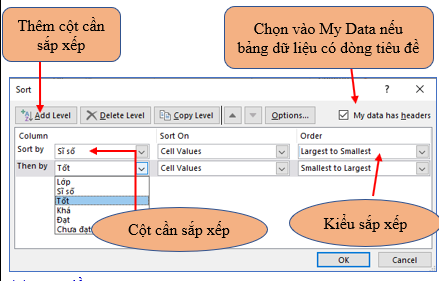 Thêm cột cần
sắp xếp
Chọn vào My Data nếu
bảng dữ liệu có dòng tiêu đề
Sort
?
Add Level
Delete Level
Copy Level
Options...
My data has headers
Column
Sort On
Order
Sort by
Sĩ số
Cell Values
Largest to Smallest
Then by
Tốt
Cell Values
Smallest to Largest
Lớp
Sĩ số
Tốt
Khá
Đạt
Chưa đạt
Cột cần sắp xếp
Kiểu sắp xếp
OK
Cancel